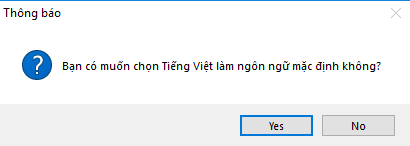 Thông báo
Bạn có muốn chọn Tiếng Việt làm ngôn ngữ mặc định không?
Yes
No